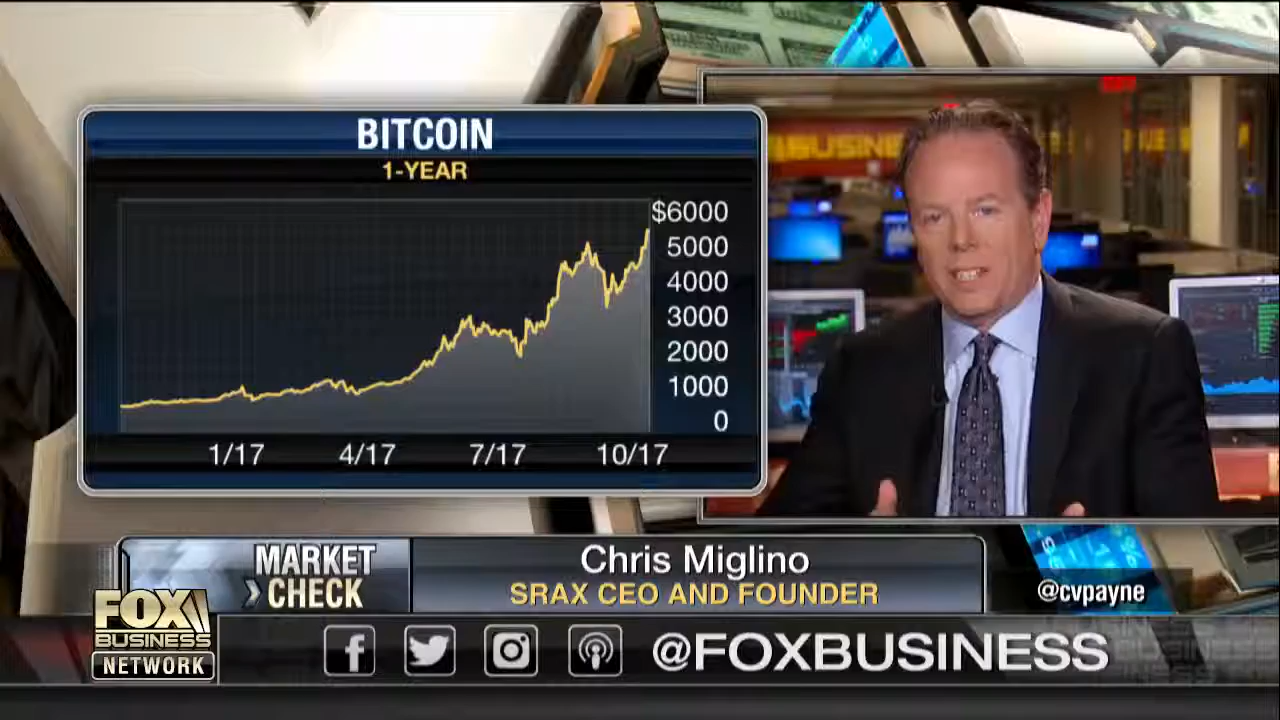 BITCOIN
1-YEAR
$6000
5000
4000
3000
2000
1000
0
1/17
4/17
7/17
10/17
BUSINE
MARKET
CHECK
Chris Miglino
SRAX CEO AND FOUNDER
@cvpayne
FOX
BUSINESS
NETWORK
@FOXBUSINESS